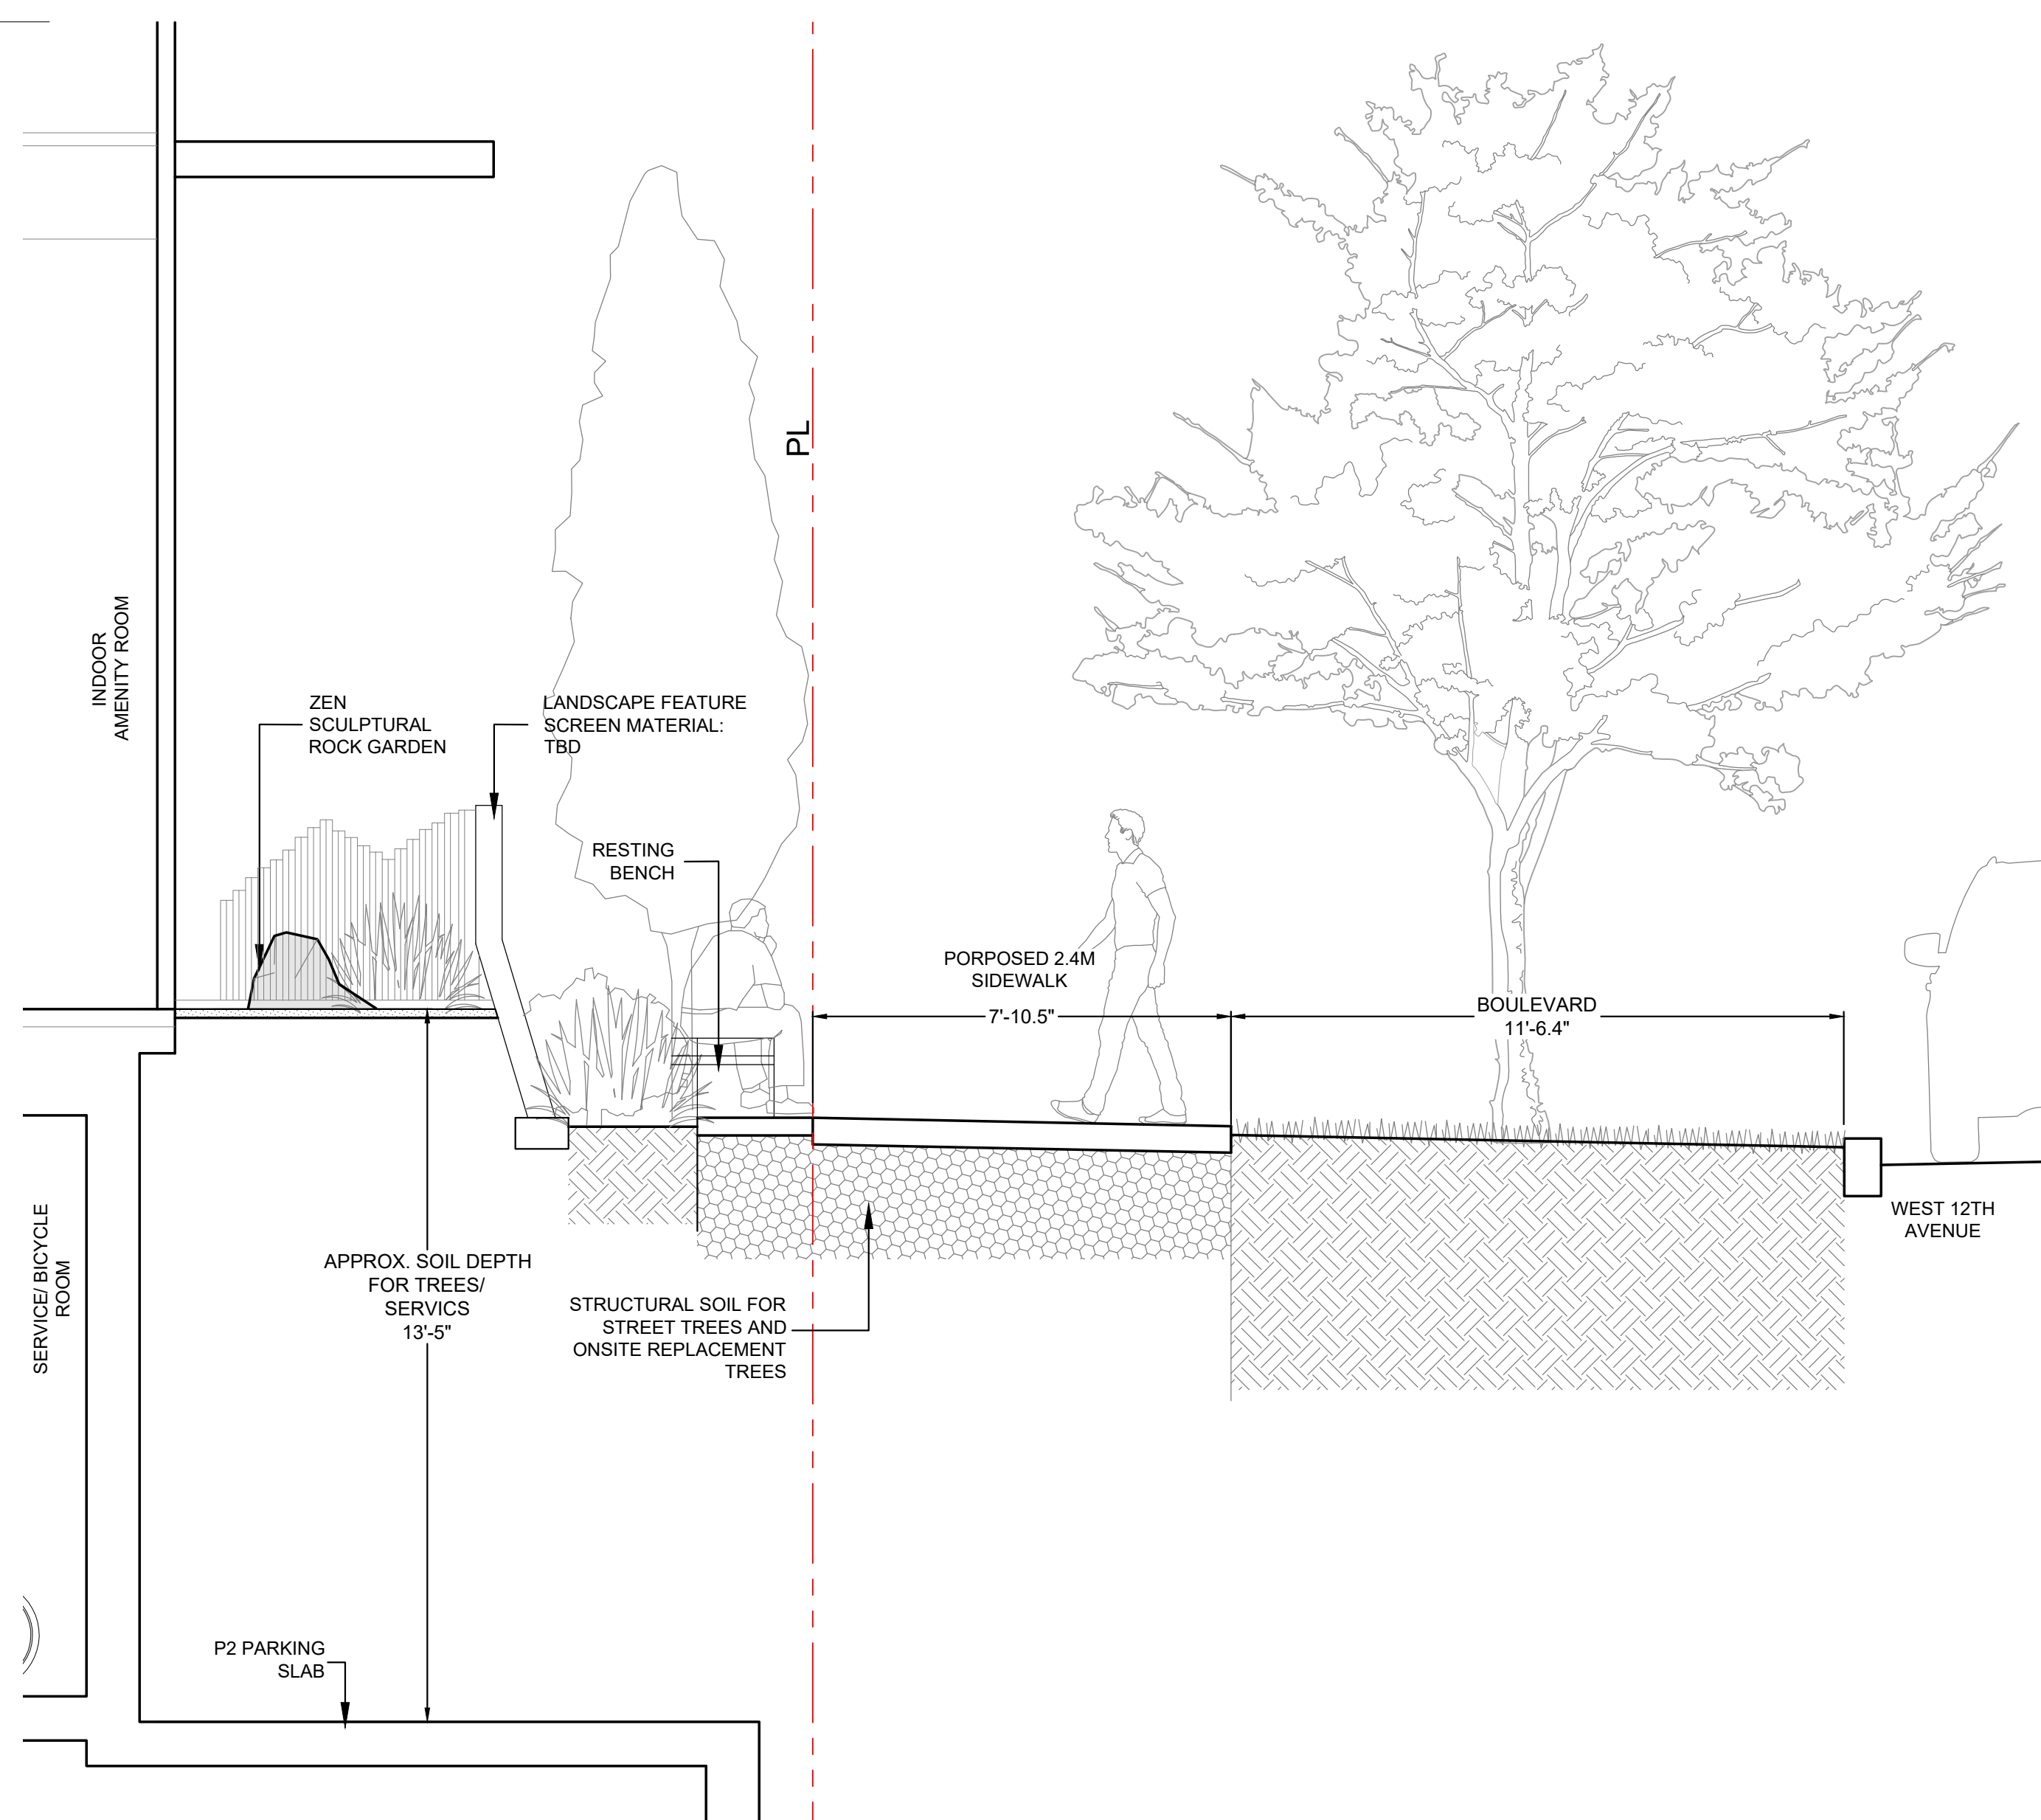 PL
INDOOR
AMENITY ROOM
ZEN
SCULPTURAL
ROCK GARDEN
LANDSCAPE FEATURE
SCREEN MATERIAL:
TBD
RESTING
BENCH
PORPOSED 2.4M
SIDEWALK
7'-10.5"
BOULEVARD
11'-6.4"
WEST 12TH
AVENUE
SERVICE/ BICYCLE
ROOM
APPROX. SOIL DEPTH
FOR TREES/
SERVICS
13'-5"
STRUCTURAL SOIL FOR
STREET TREES AND
ONSITE REPLACEMENT
TREES
P2 PARKING
SLAB